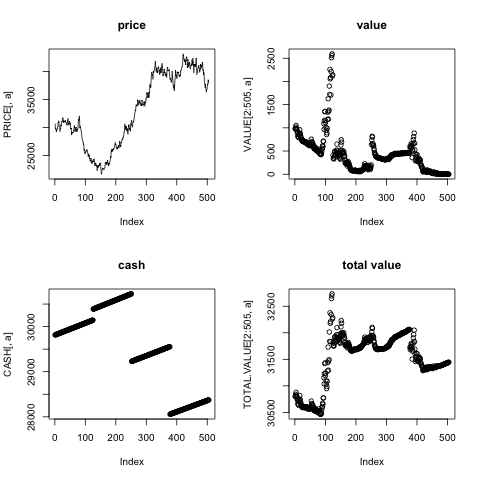 price
value
PRICE[, a]
25000
35000
0 100 200 300 400 500
Index
VALUE[2:505, a]
0 500 1500 2500
0 100 200 300 400 500
Index
cash
total value
CASH[, a]
28000 29000 30000
0 100 200 300 400 500
Index
TOTAL.VALUE[2:505, a]
30500 31500 32500
0 100 200 300 400 500
Index